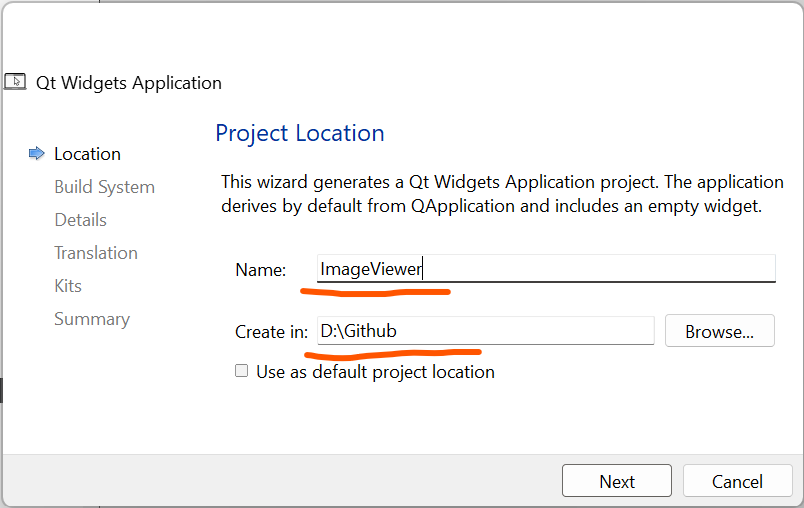 Qt Widgets Application
Project Location
Location
Build System
Details
Translation
Kits
Summary
This wizard generates a Qt Widgets Application project. The application
derives by default from QApplication and includes an empty widget.
Name: ImageViewer
Create in: D:\Github Browse...
Use as default project location
Next Cancel